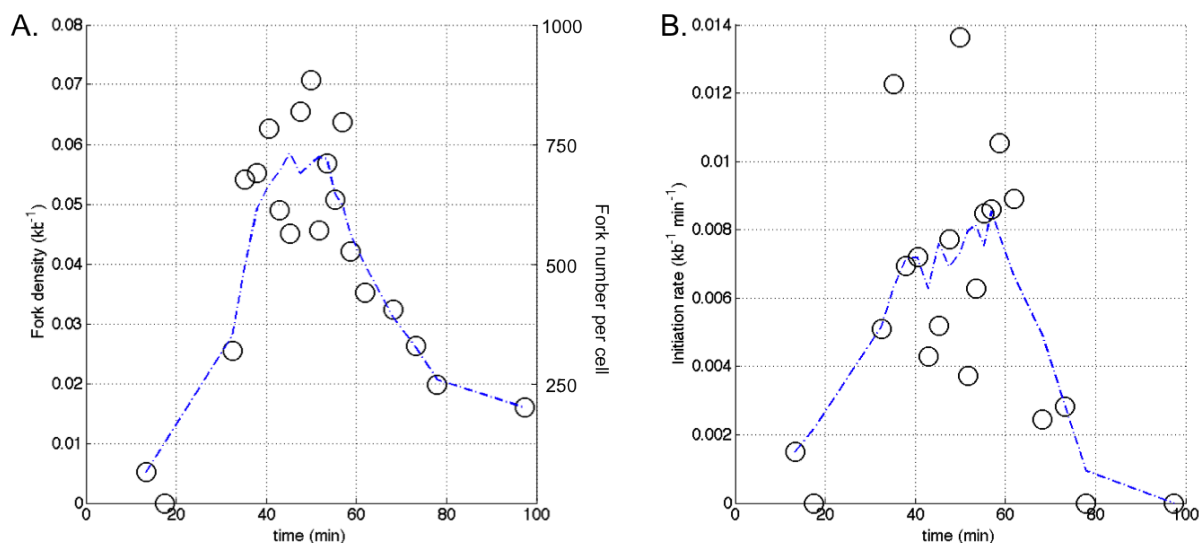 A.
0.08
0.07
0.06
0.05
0.04
0.03
0.02
0.01
0
Fork density (kb⁻¹)
1000
750
500
250
Fork number per cell
0 20 40 60 80 100
time (min)
B.
0.014
0.012
0.01
0.008
0.006
0.004
0.002
0
Initiation rate (kb⁻¹ min⁻¹)
0 20 40 60 80 100
time (min)